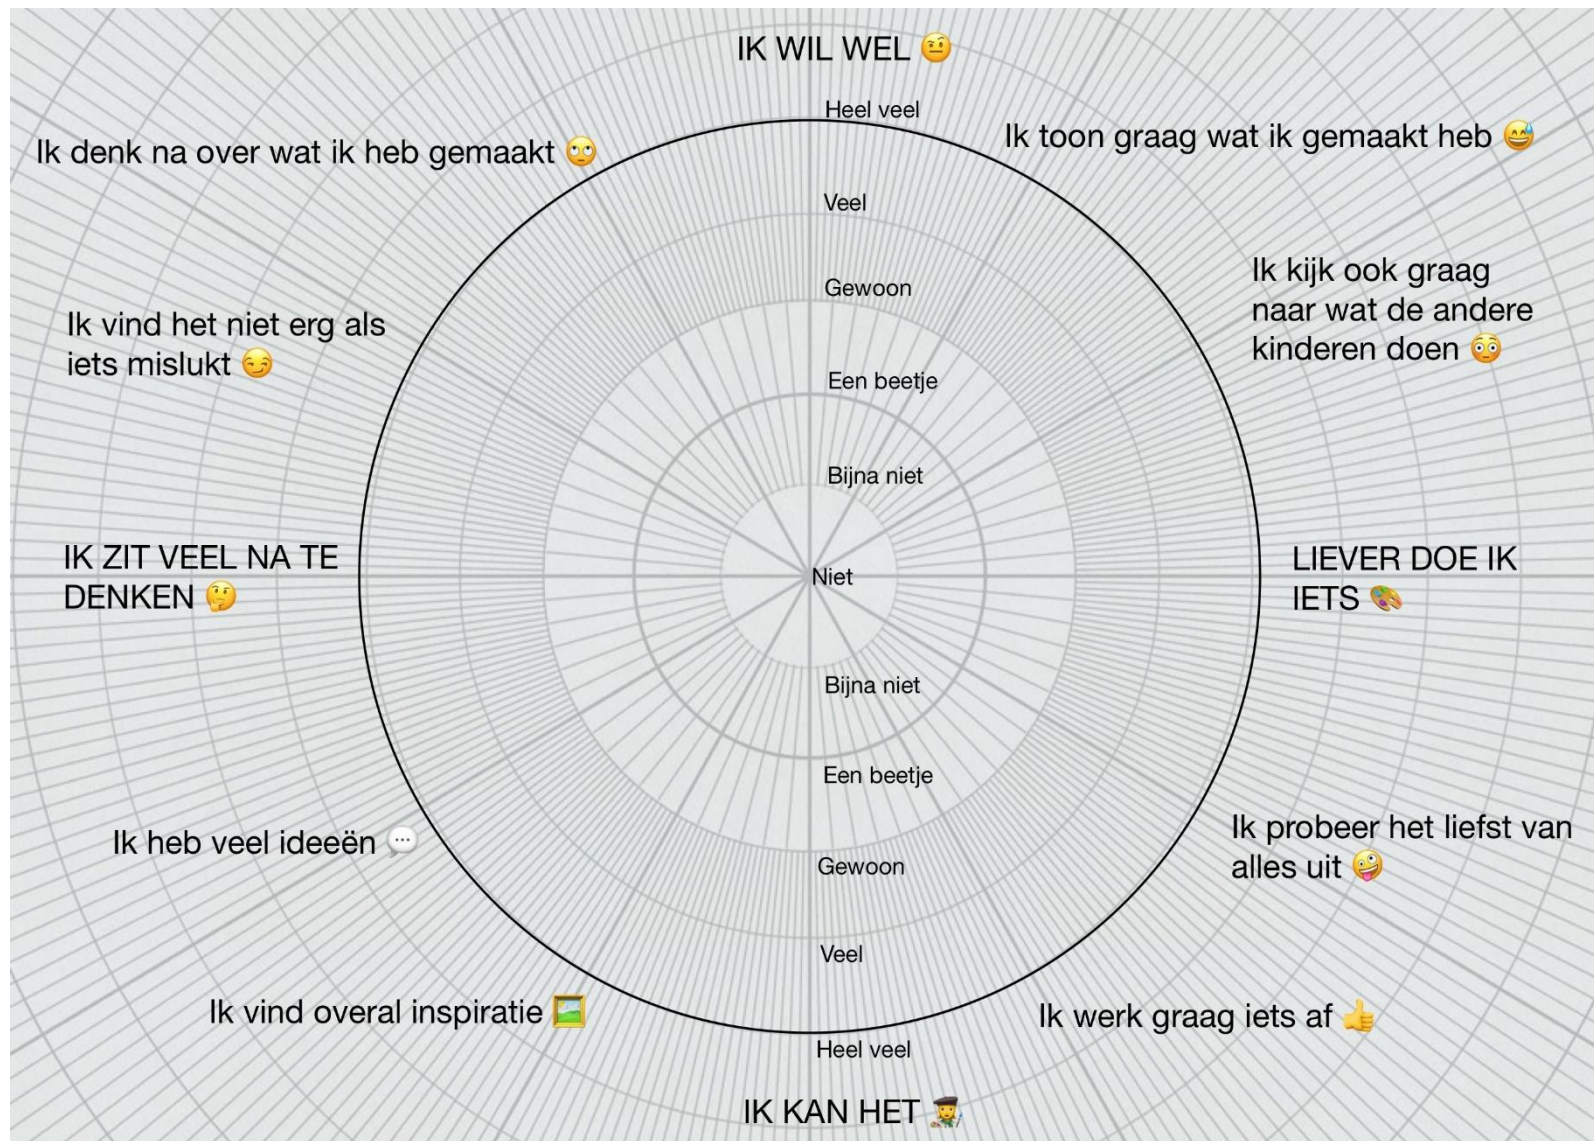 IK WIL WEL 🤨
Heel veel
Ik toon graag wat ik gemaakt heb 😅
Ik denk na over wat ik heb gemaakt 🙄
Veel
Ik kijk ook graag
naar wat de andere
kinderen doen 😳
Gewoon
Ik vind het niet erg als
iets mislukt 😏
Een beetje
Bijna niet
IK ZIT VEEL NA TE
DENKEN 🤔
Niet
LIEVER DOE IK
IETS 🎨
Bijna niet
Een beetje
Ik heb veel ideeën 💬
Ik probeer het liefst van
alles uit 🤪
Gewoon
Veel
Ik vind overal inspiratie 🖼️
Ik werk graag iets af 👍
Heel veel
IK KAN HET 👩‍🎨